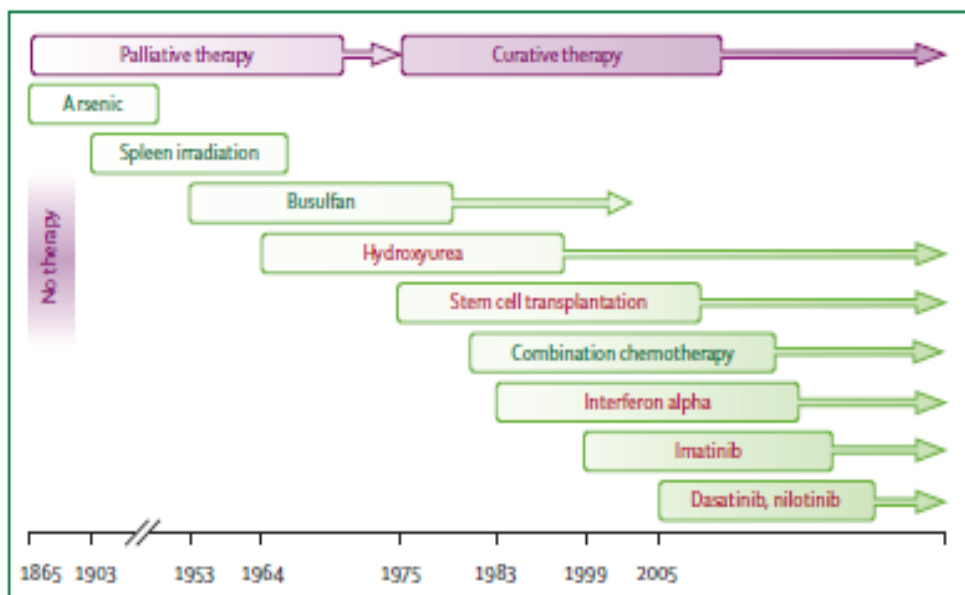 Palliative therapy
Curative therapy
Arsenic
Spleen irradiation
Busulfan
No therapy
Hydroxyurea
Stem cell transplantation
Combination chemotherapy
Interferon alpha
Imatinib
Dasatinib, nilotinib
1865 1903 1953 1964 1975 1983 1999 2005